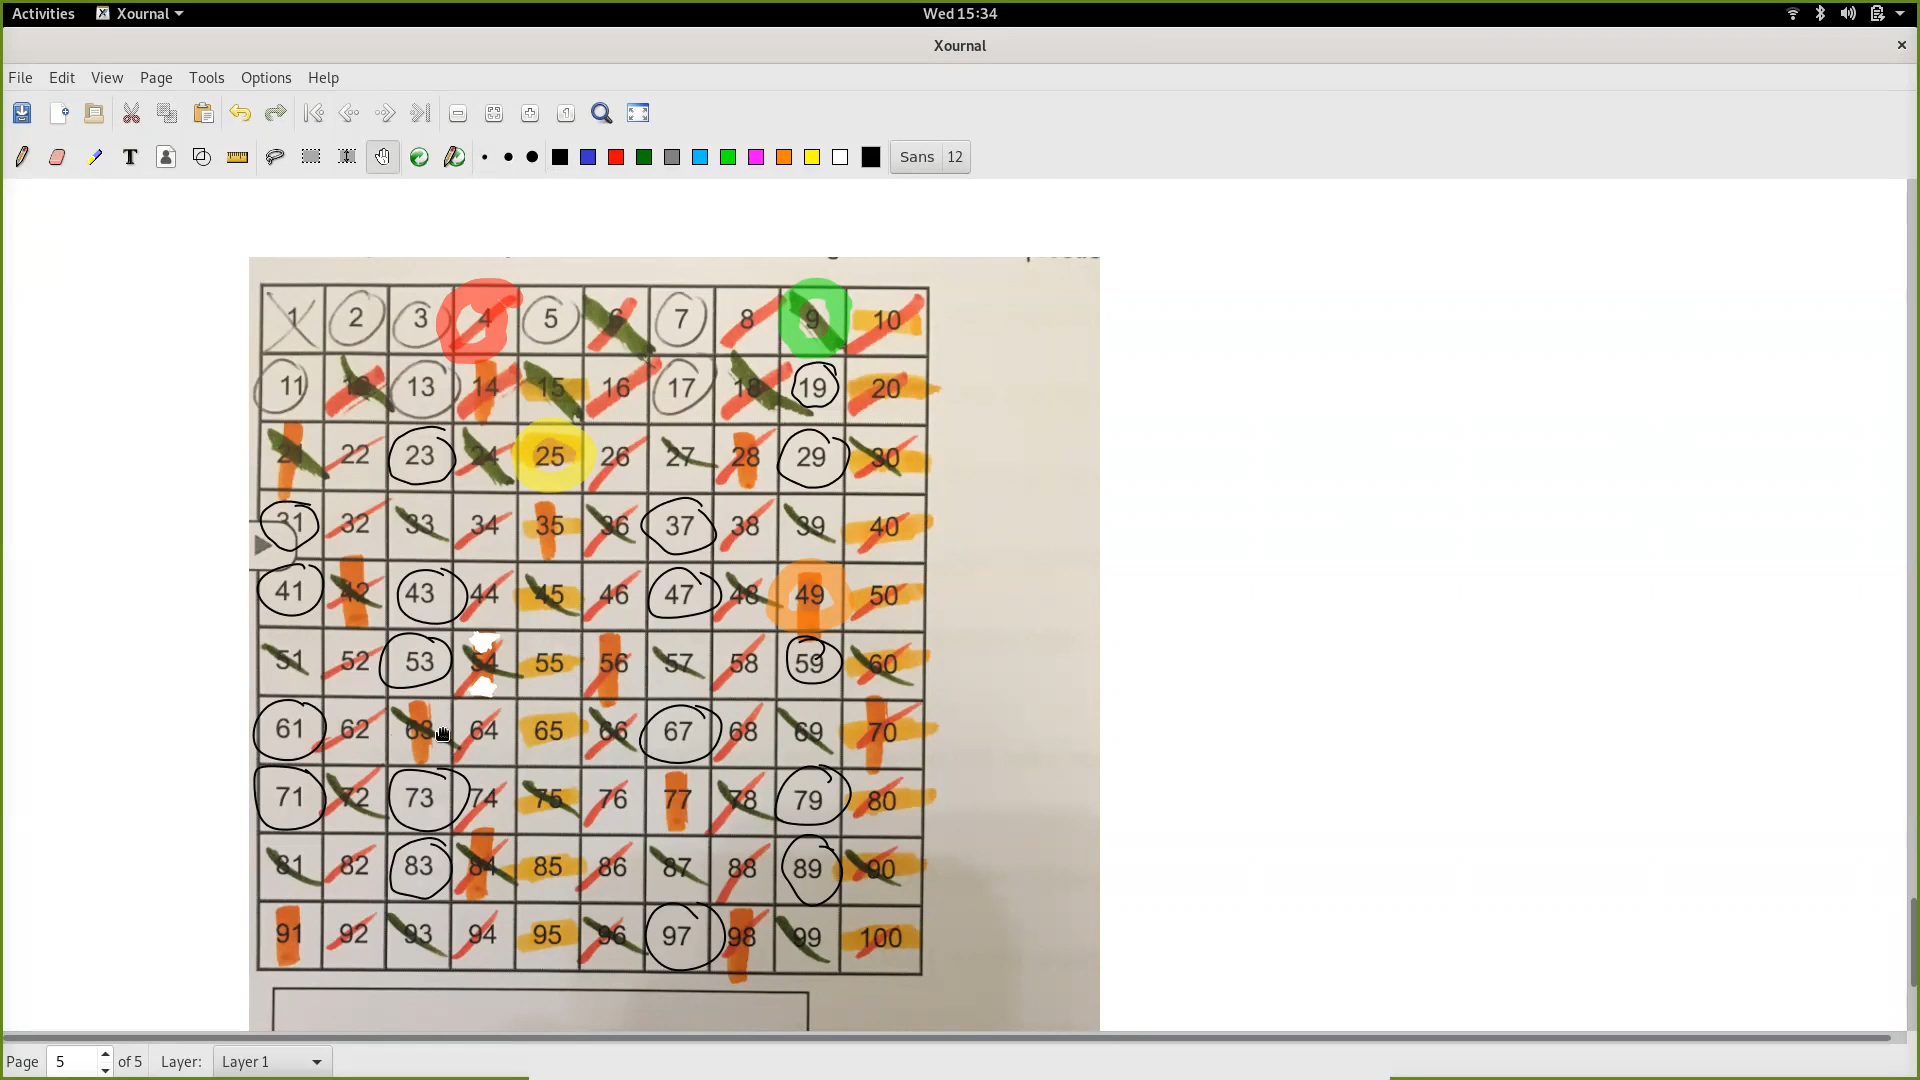 Activities Xournal Wed 15:34
Xournal
File Edit View Page Tools Options Help
Sans 12
1 2 3 4 5 6 7 8 9 10
11 12 13 14 15 16 17 18 19 20
21 22 23 24 25 26 27 28 29 30
31 32 33 34 35 36 37 38 39 40
41 42 43 44 45 46 47 48 49 50
51 52 53 54 55 56 57 58 59 60
61 62 63 64 65 66 67 68 69 70
71 72 73 74 75 76 77 78 79 80
81 82 83 84 85 86 87 88 89 90
91 92 93 94 95 96 97 98 99 100
Page 5 of 5 Layer: Layer 1